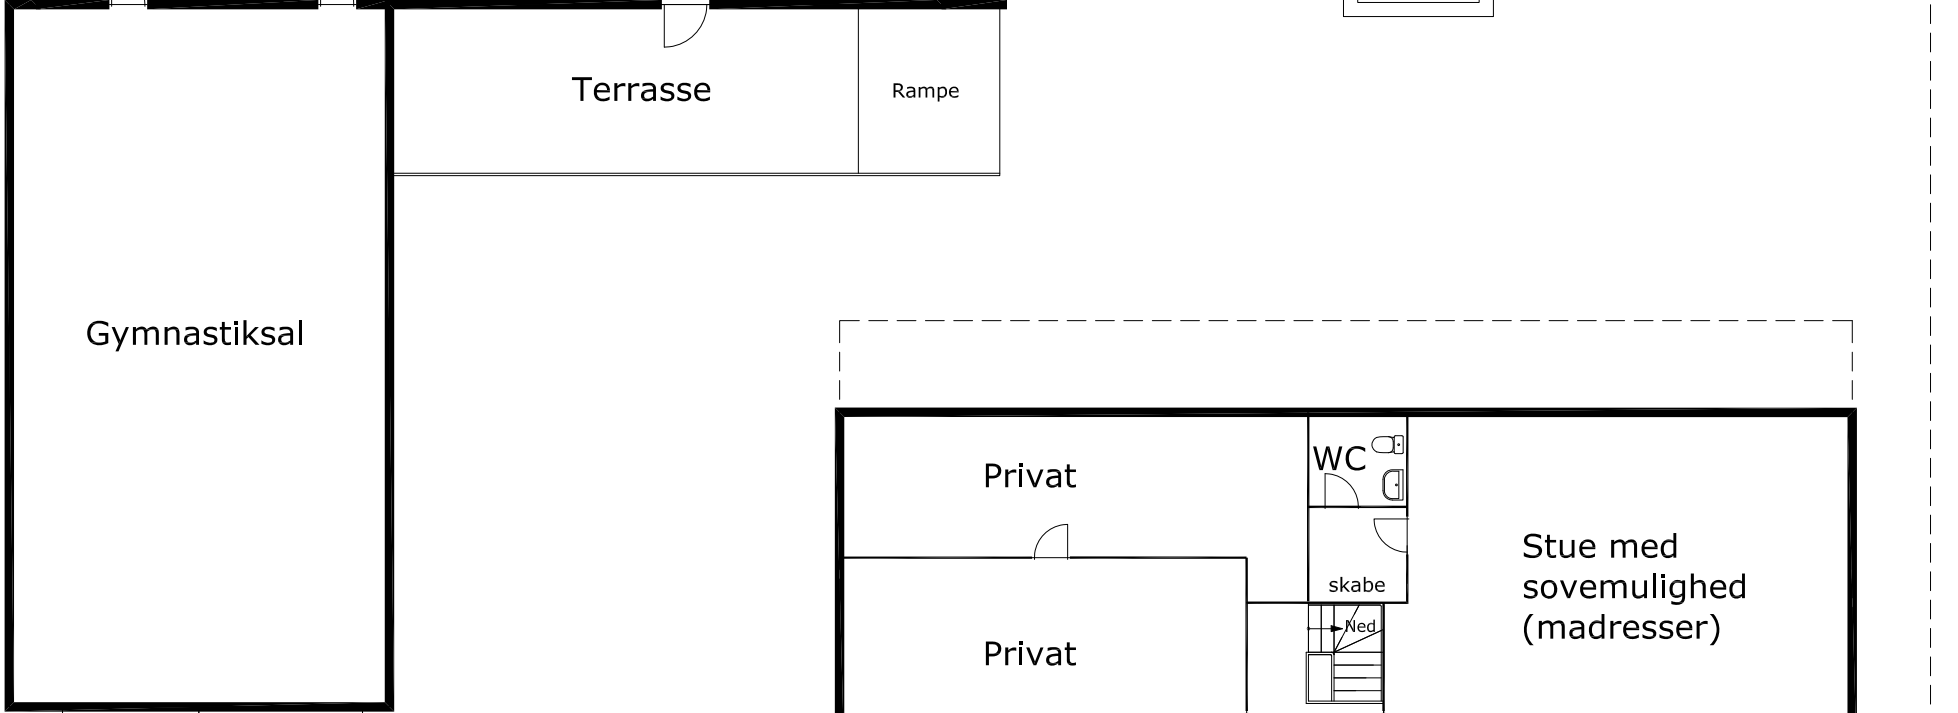 Terrasse
Rampe
Gymnastiksal
Privat
WC
skabe
Stue med
sovemulighed
(madresser)
Ned
Privat